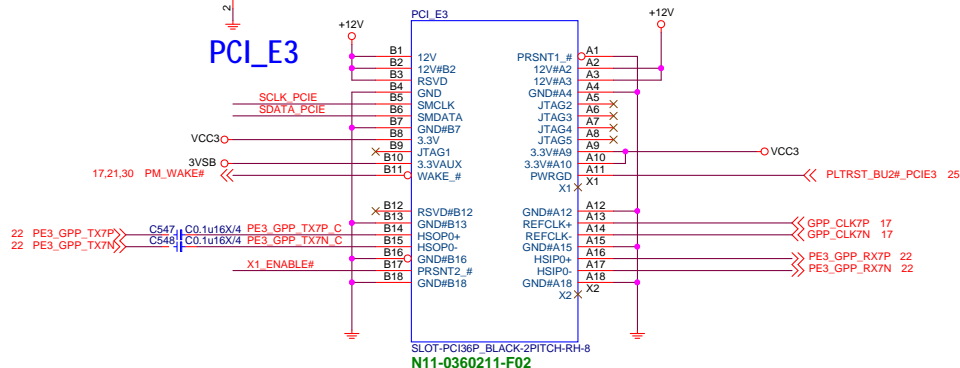 2
PCI_E3
PCI_E3
+12V
+12V
B1 12V PRSNT1_# A1
B2 12V#B2 12V#A2 A2
B3 RSVD 12V#A3 A3
B4 GND GND#A4 A4
SCLK_PCIE B5 SMCLK JTAG2 A5
SDATA_PCIE B6 SMDATA JTAG3 A6
B7 GND#B7 JTAG4 A7
VCC3 B8 3.3V JTAG5 A8
B9 JTAG1 3.3V#A9 A9 VCC3
3VSB B10 3.3VAUX 3.3V#A10 A10
17,21,30 PM_WAKE# B11 WAKE_# PWRGD A11 PLTRST_BU2#_PCIE3 25
X1 X1
B12 RSVD#B12 GND#A12 A12
B13 GND#B13 REFCLK+ A13 GPP_CLK7P 17
22 PE3_GPP_TX7P C547 C0.1u16X/4 PE3_GPP_TX7P_C B14 HSOP0+ REFCLK- A14 GPP_CLK7N 17
22 PE3_GPP_TX7N C548 C0.1u16X/4 PE3_GPP_TX7N_C B15 HSOP0- GND#A15 A15
B16 GND#B16 HSIP0+ A16 PE3_GPP_RX7P 22
X1_ENABLE# B17 PRSNT2_# HSIP0- A17 PE3_GPP_RX7N 22
B18 GND#B18 GND#A18 A18
X2 X2
SLOT-PCI36P_BLACK-2PITCH-RH-8
N11-0360211-F02